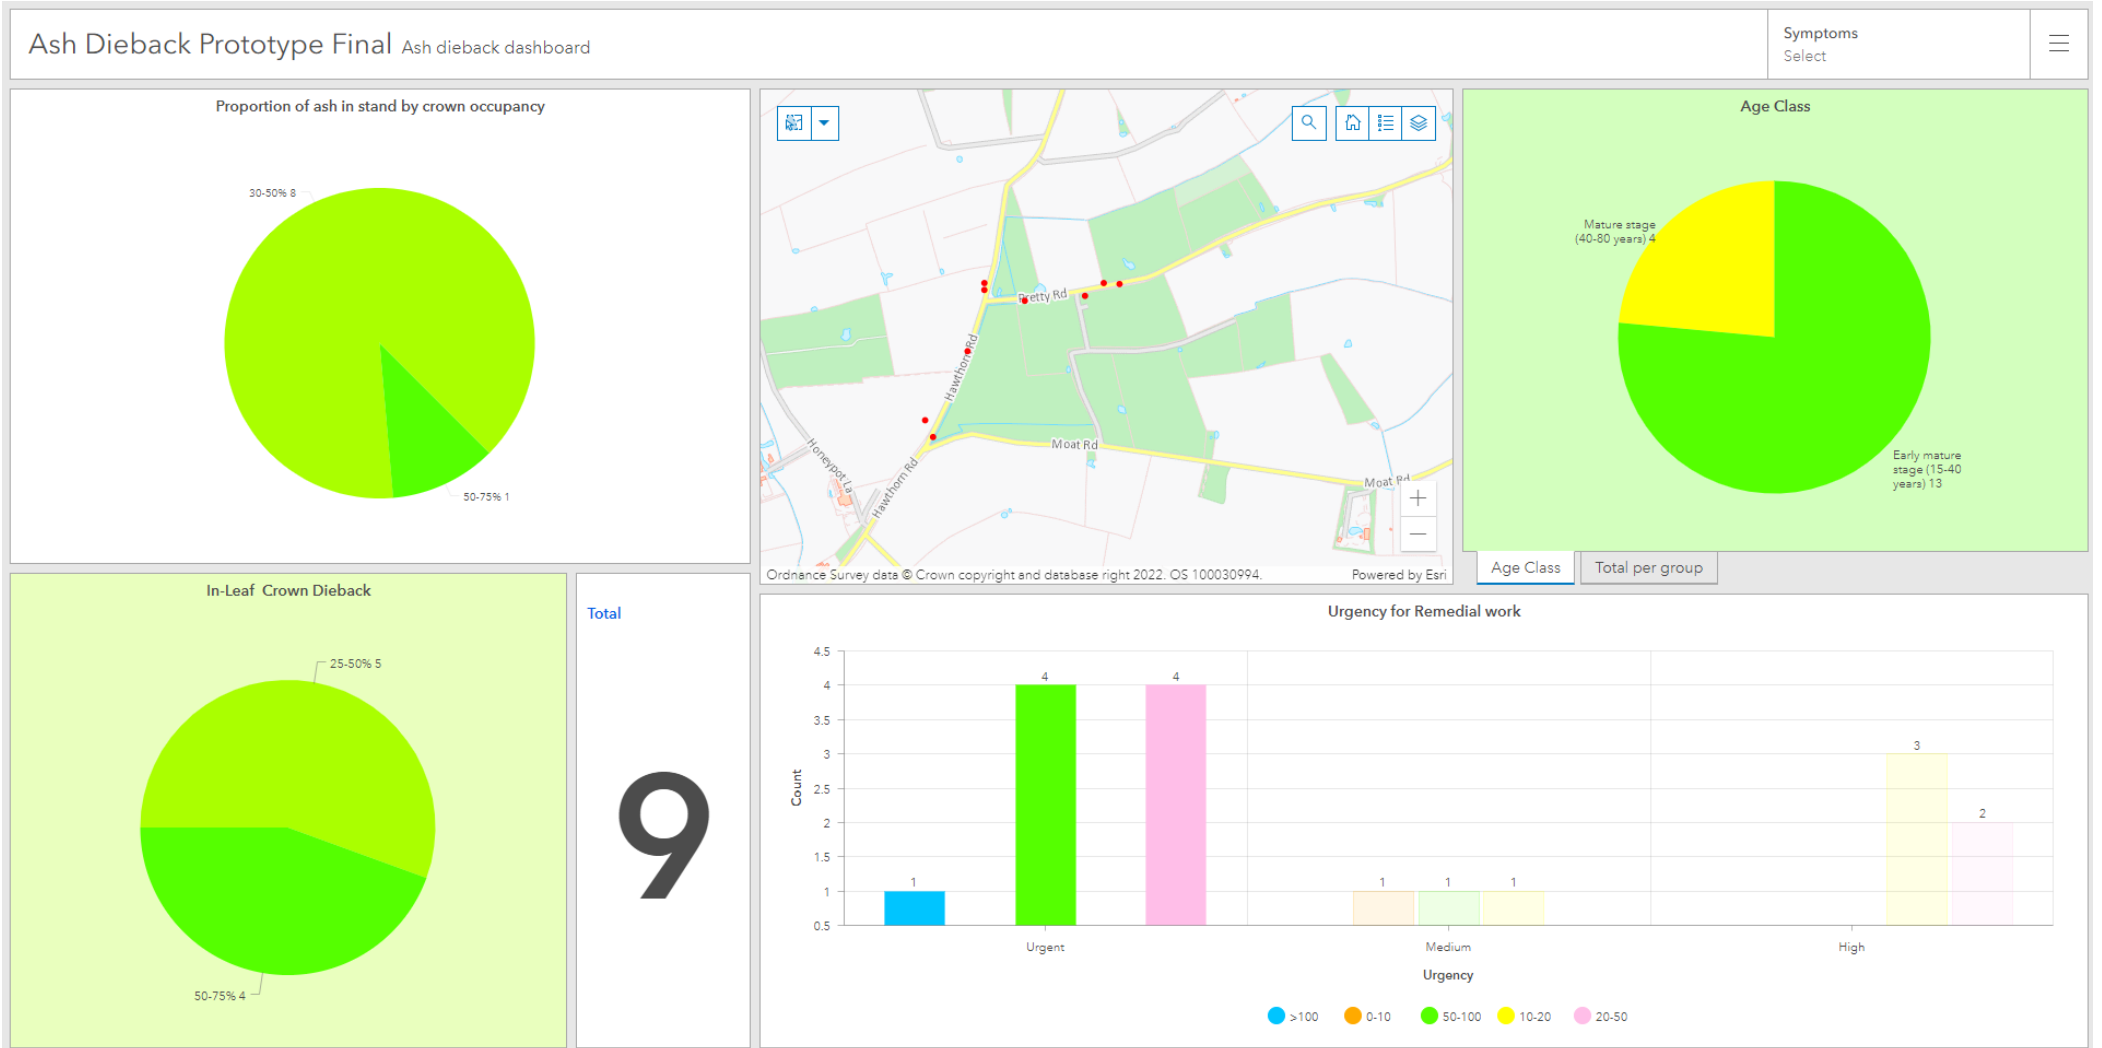 Ash Dieback Prototype Final Ash dieback dashboard
Symptoms
Select
Proportion of ash in stand by crown occupancy
30-50% 8
50-75% 1
Pretty Rd
Hawthorn Rd
Honeypot La
Hawthorn Rd
Moat Rd
Moat Rd
Ordnance Survey data © Crown copyright and database right 2022. OS 100030994.
Powered by Esri
Age Class
Mature stage
(40-80 years) 4
Early mature
stage (15-40
years) 13
Age Class
Total per group
In-Leaf Crown Dieback
25-50% 5
50-75% 4
Total
9
Urgency for Remedial work
4.5
4
3.5
3
2.5
2
1.5
1
0.5
Count
1
4
4
1
1
1
3
2
Urgent
Medium
High
Urgency
>100
0-10
50-100
10-20
20-50